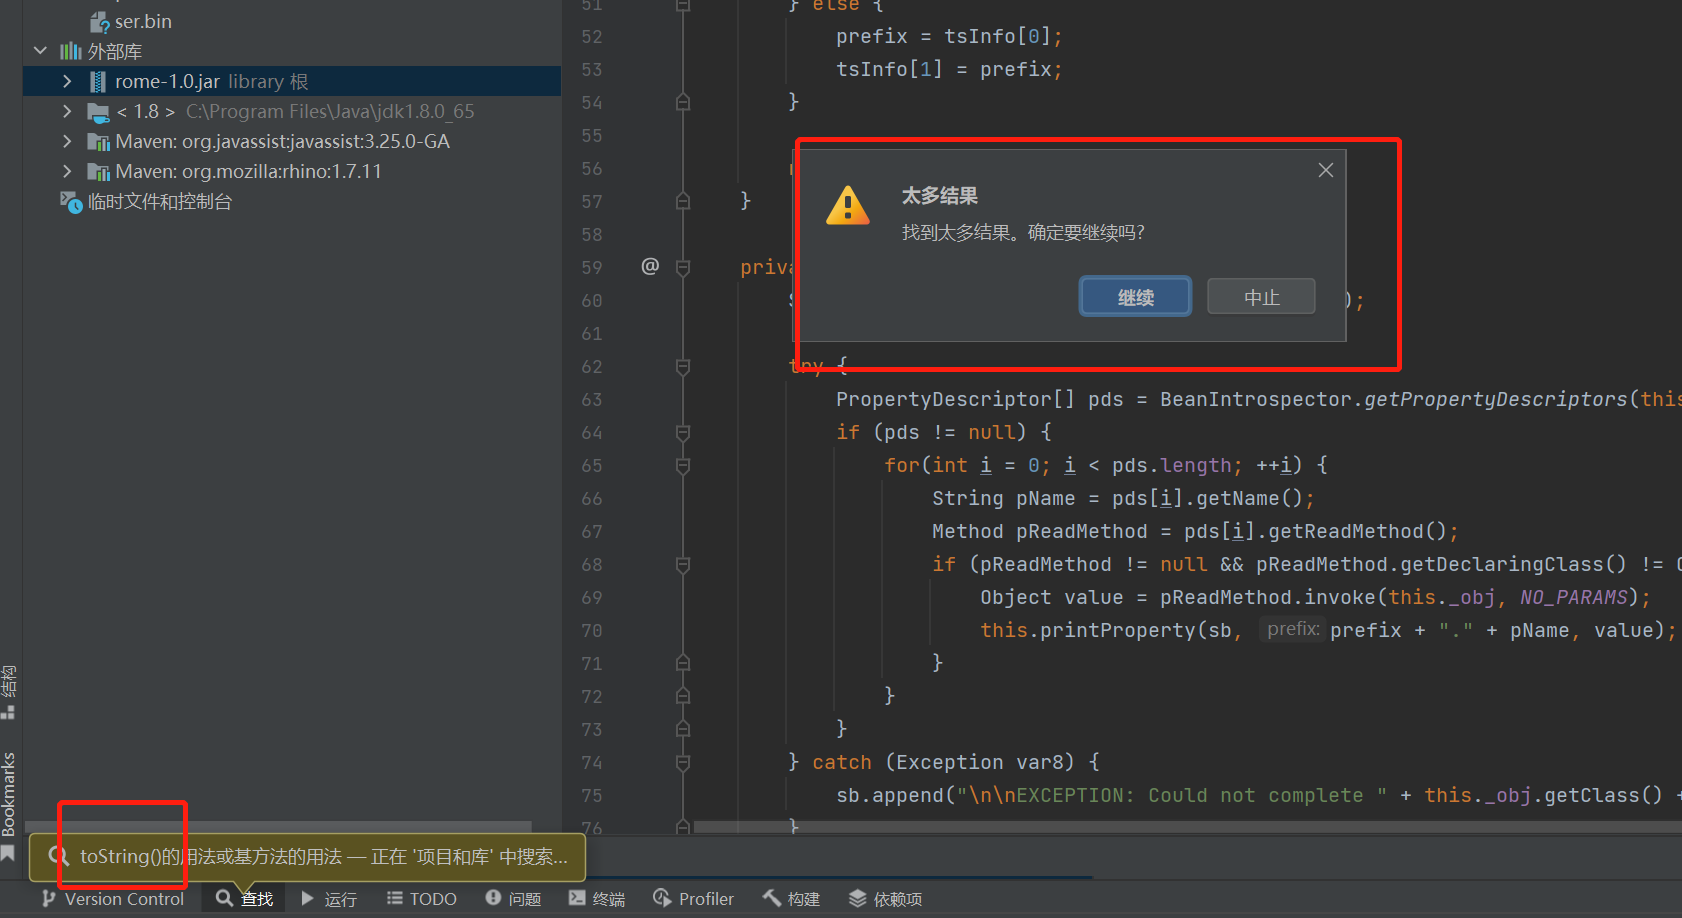 ser.bin
外部库
rome-1.0.jar library 根
< 1.8 > C:\Program Files\Java\jdk1.8.0_65
Maven: org.javassist:javassist:3.25.0-GA
Maven: org.mozilla:rhino:1.7.11
临时文件和控制台
51 } else {
52 prefix = tsInfo[0];
53 tsInfo[1] = prefix;
54 }
55
56
57 }
58
59 @ priva
60 );
61
62 try {
63 PropertyDescriptor[] pds = BeanIntrospector.getPropertyDescriptors(this
64 if (pds != null) {
65 for(int i = 0; i < pds.length; ++i) {
66 String pName = pds[i].getName();
67 Method pReadMethod = pds[i].getReadMethod();
68 if (pReadMethod != null && pReadMethod.getDeclaringClass() != O
69 Object value = pReadMethod.invoke(this._obj, NO_PARAMS);
70 this.printProperty(sb, prefix: prefix + "." + pName, value);
71 }
72 }
73 }
74 } catch (Exception var8) {
75 sb.append("\n\nEXCEPTION: Could not complete " + this._obj.getClass() +
76 }
太多结果
找到太多结果。确定要继续吗?
继续 中止
结构
Bookmarks
toString()的用法或基方法的用法 — 正在 '项目和库' 中搜索...
Version Control 查找 运行 TODO 问题 终端 Profiler 构建 依赖项